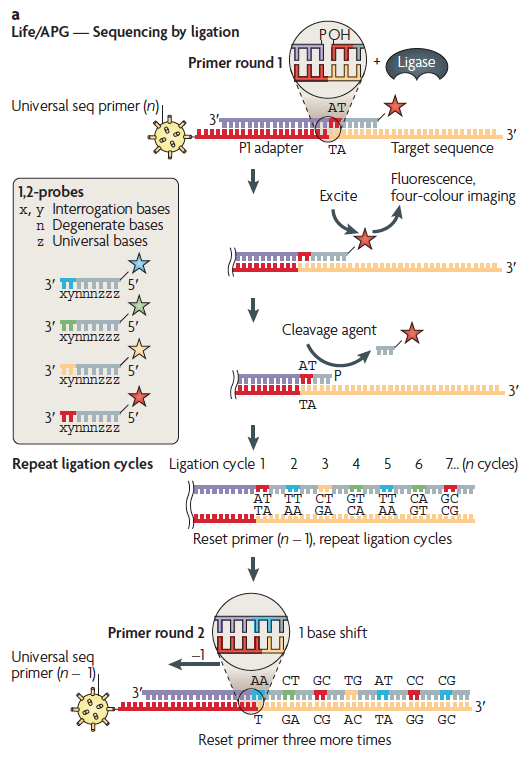 a
Life/APG — Sequencing by ligation
Primer round 1
P OH
+
Ligase
Universal seq primer (n)
3′
AT
P1 adapter
TA
Target sequence
3′
1,2-probes
x, y Interrogation bases
n Degenerate bases
z Universal bases
3′ 5′
xynnnzzz
3′ 5′
xynnnzzz
3′ 5′
xynnnzzz
3′ 5′
xynnnzzz
Excite
Fluorescence,
four-colour imaging
3′
Cleavage agent
AT
P
3′
TA
Repeat ligation cycles
Ligation cycle 1 2 3 4 5 6 7... (n cycles)
AT TT CT GT TT CA GC
TA AA GA CA AA GT CG
Reset primer (n – 1), repeat ligation cycles
Primer round 2
1 base shift
–1
Universal seq
primer (n – 1)
3′
AA CT GC TG AT CC CG
3′
T GA CG AC TA GG GC
Reset primer three more times